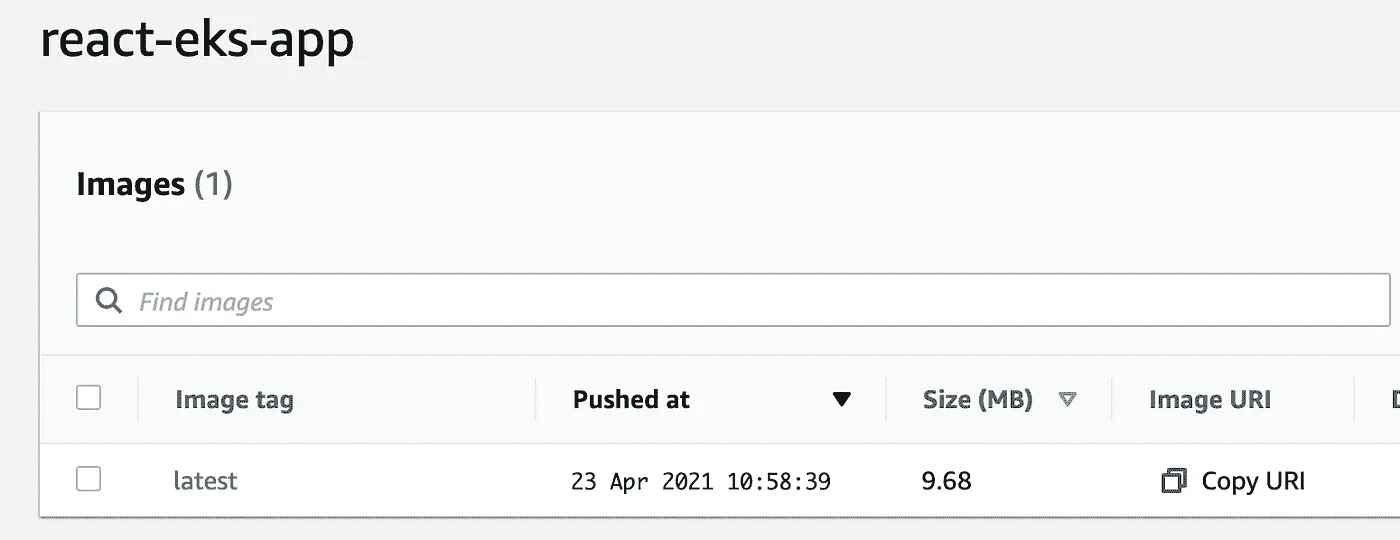 react-eks-app
Images (1)
Find images
Image tag Pushed at Size (MB) Image URI
latest 23 Apr 2021 10:58:39 9.68 Copy URI